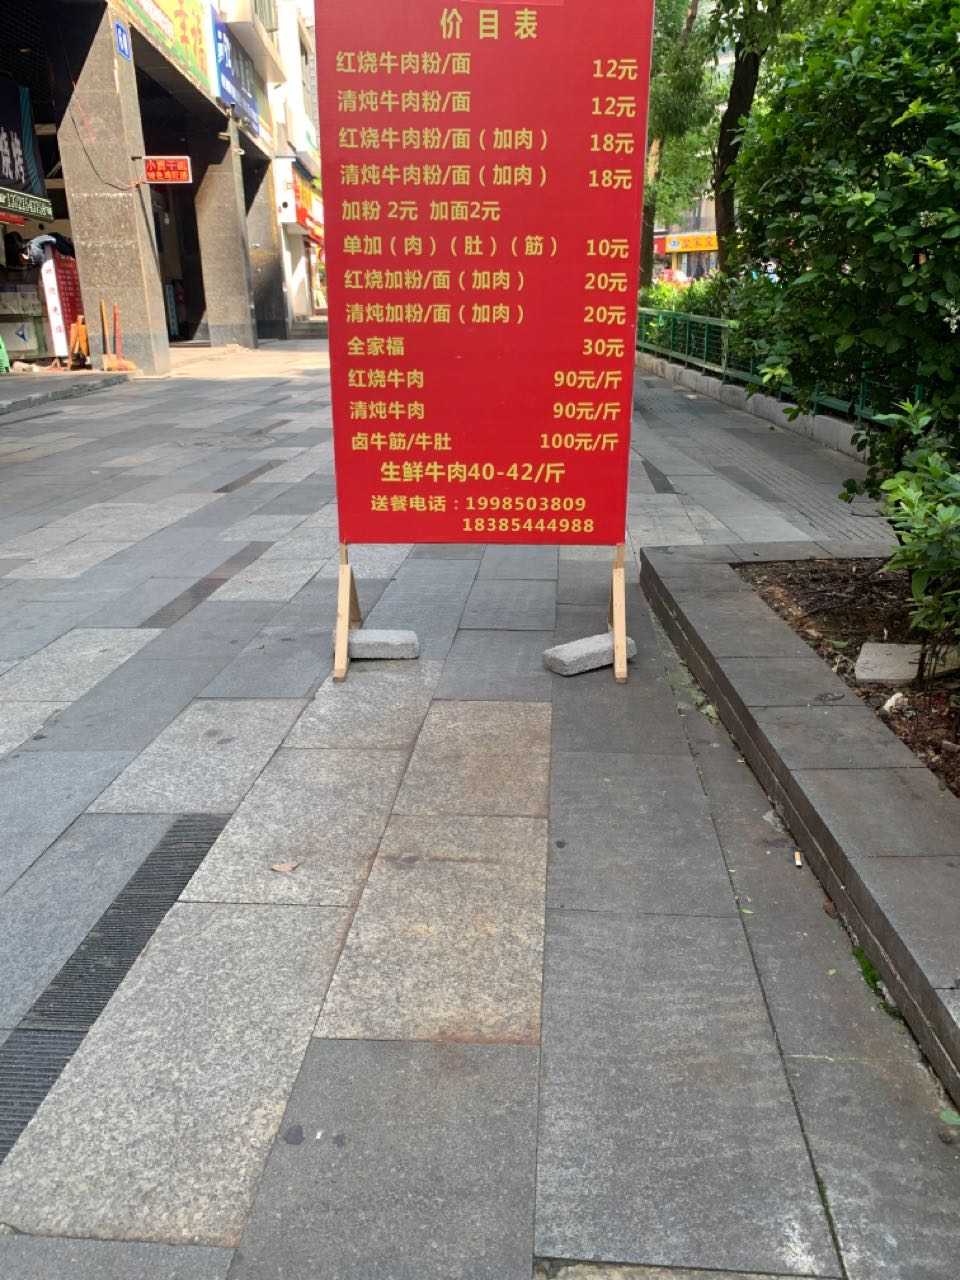 价目表
红烧牛肉粉/面 12元
清炖牛肉粉/面 12元
红烧牛肉粉/面（加肉） 18元
清炖牛肉粉/面（加肉） 18元
加粉 2元 加面2元
单加（肉）（肚）（筋） 10元
红烧加粉/面（加肉） 20元
清炖加粉/面（加肉） 20元
全家福 30元
红烧牛肉 90元/斤
清炖牛肉 90元/斤
卤牛筋/牛肚 100元/斤
生鲜牛肉40-42/斤
送餐电话：1998503809
18385444988